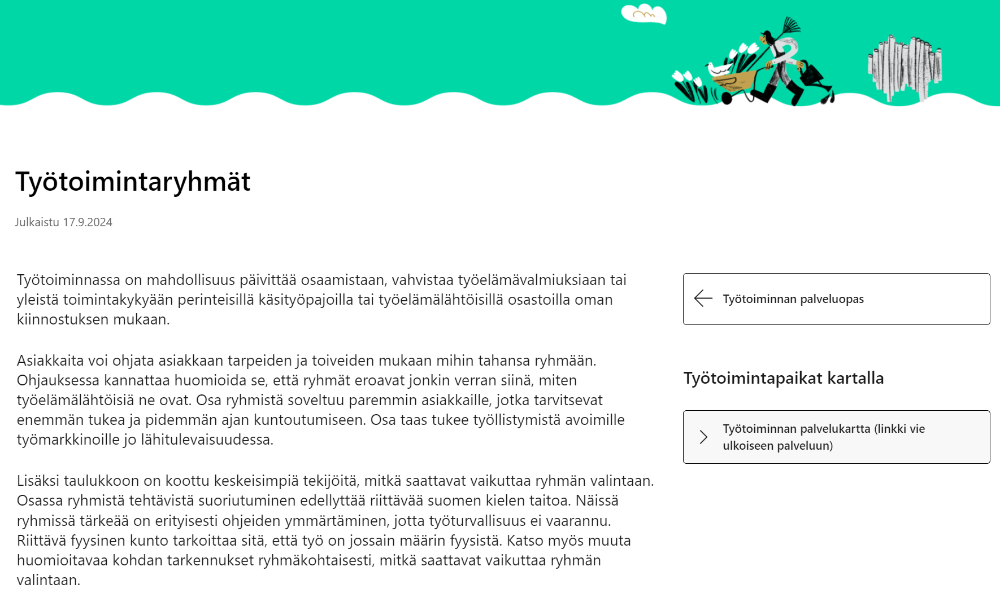 Työtoimintaryhmät
Julkaistu 17.9.2024
Työtoiminnassa on mahdollisuus päivittää osaamistaan, vahvistaa työelämävalmiuksiaan tai
yleistä toimintakykyään perinteisillä käsityöpajoilla tai työelämälähtöisillä osastoilla oman
kiinnostuksen mukaan.
Asiakkaita voi ohjata asiakkaan tarpeiden ja toiveiden mukaan mihin tahansa ryhmään.
Ohjauksessa kannattaa huomioida se, että ryhmät eroavat jonkin verran siinä, miten
työelämälähtöisiä ne ovat. Osa ryhmistä soveltuu paremmin asiakkaille, jotka tarvitsevat
enemmän tukea ja pidemmän ajan kuntoutumiseen. Osa taas tukee työllistymistä avoimille
työmarkkinoille jo lähitulevaisuudessa.
Lisäksi taulukkoon on koottu keskeisimpiä tekijöitä, mitkä saattavat vaikuttaa ryhmän valintaan.
Osassa ryhmistä tehtävistä suoriutuminen edellyttää riittävää suomen kielen taitoa. Näissä
ryhmissä tärkeää on erityisesti ohjeiden ymmärtäminen, jotta työturvallisuus ei vaarannu.
Riittävä fyysinen kunto tarkoittaa sitä, että työ on jossain määrin fyysistä. Katso myös muuta
huomioitavaa kohdan tarkennukset ryhmäkohtaisesti, mitkä saattavat vaikuttaa ryhmän
valintaan.
Työtoiminnan palveluopas
Työtoimintapaikat kartalla
Työtoiminnan palvelukartta (linkki vie
ulkoiseen palveluun)